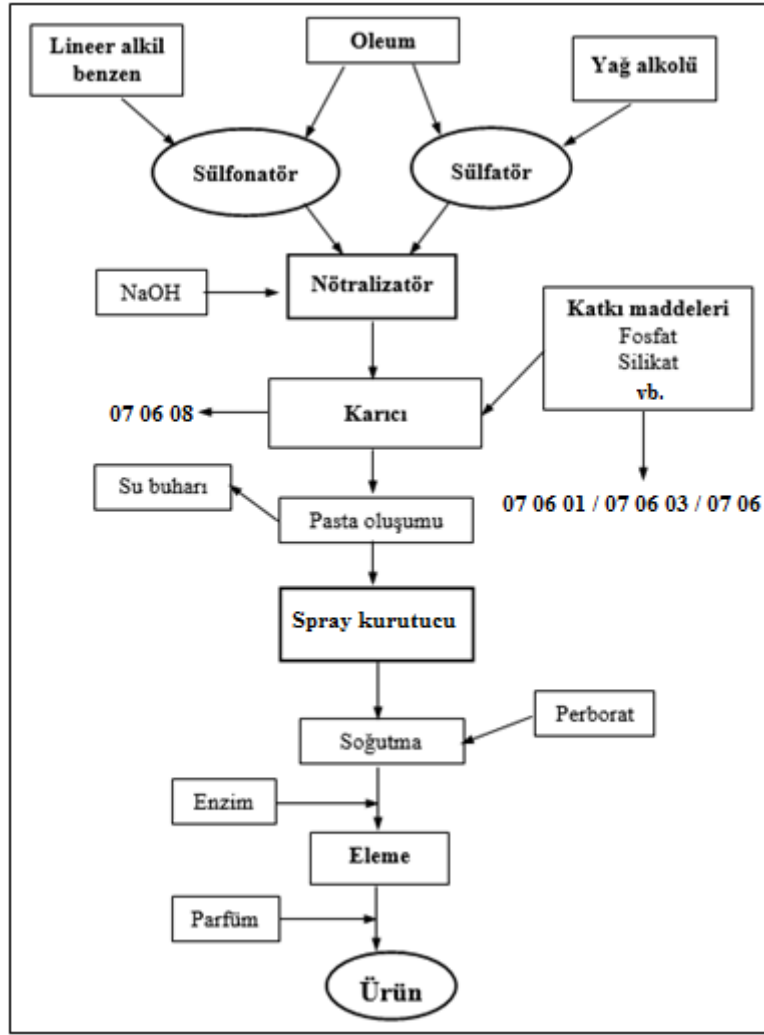 Lineer alkil
benzen
Oleum
Yağ alkolü
Sülfonatör
Sülfatör
NaOH
Nötralizatör
Katkı maddeleri
Fosfat
Silikat
vb.
07 06 08
Karıcı
Su buharı
Pasta oluşumu
07 06 01 / 07 06 03 / 07 06
Spray kurutucu
Soğutma
Perborat
Enzim
Eleme
Parfüm
Ürün